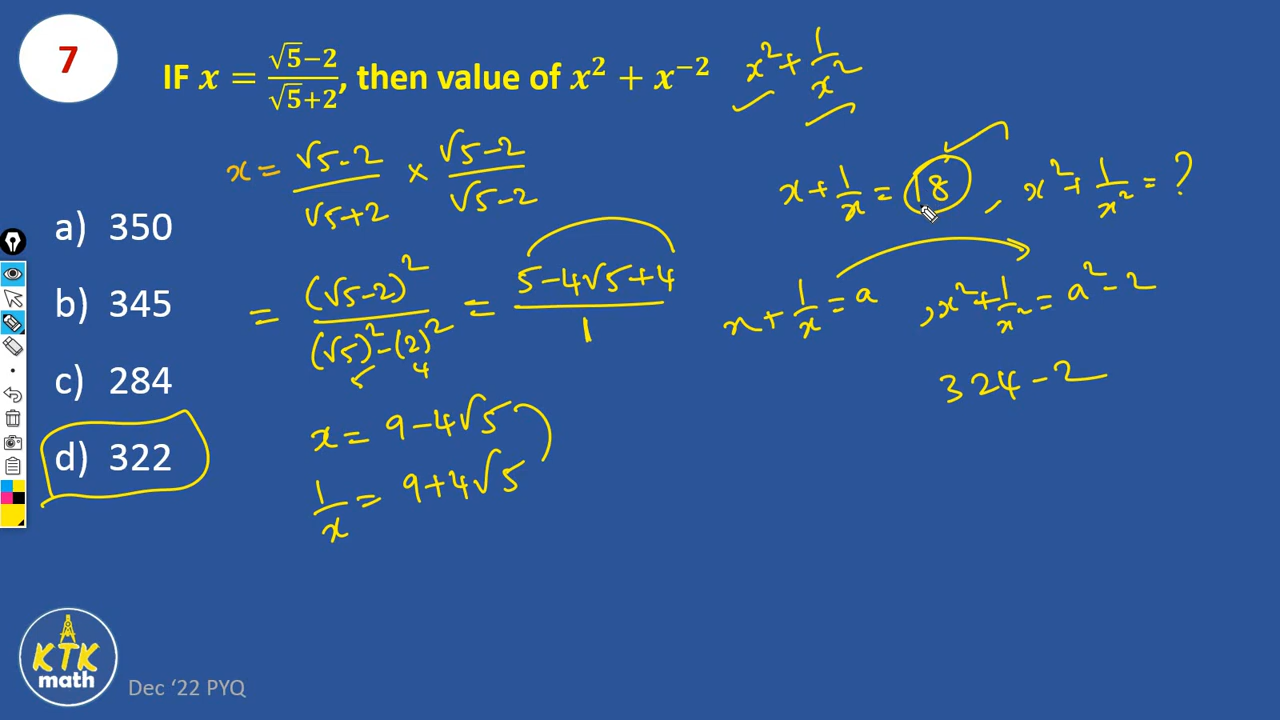 7
IF x = (√5−2)/(√5+2), then value of x² + x⁻²
x² + 1/x²
x = (√5-2)/(√5+2) × (√5-2)/(√5-2)
x + 1/x = 18, x² + 1/x² = ?
a) 350
= (√5-2)²/((√5)²-(2)²) = (5-4√5+4)/1
5 4
x + 1/x = a, x² + 1/x² = a² - 2
b) 345
324 - 2
c) 284
x = 9-4√5
d) 322
1/x = 9+4√5
KTK
math
Dec ‘22 PYQ